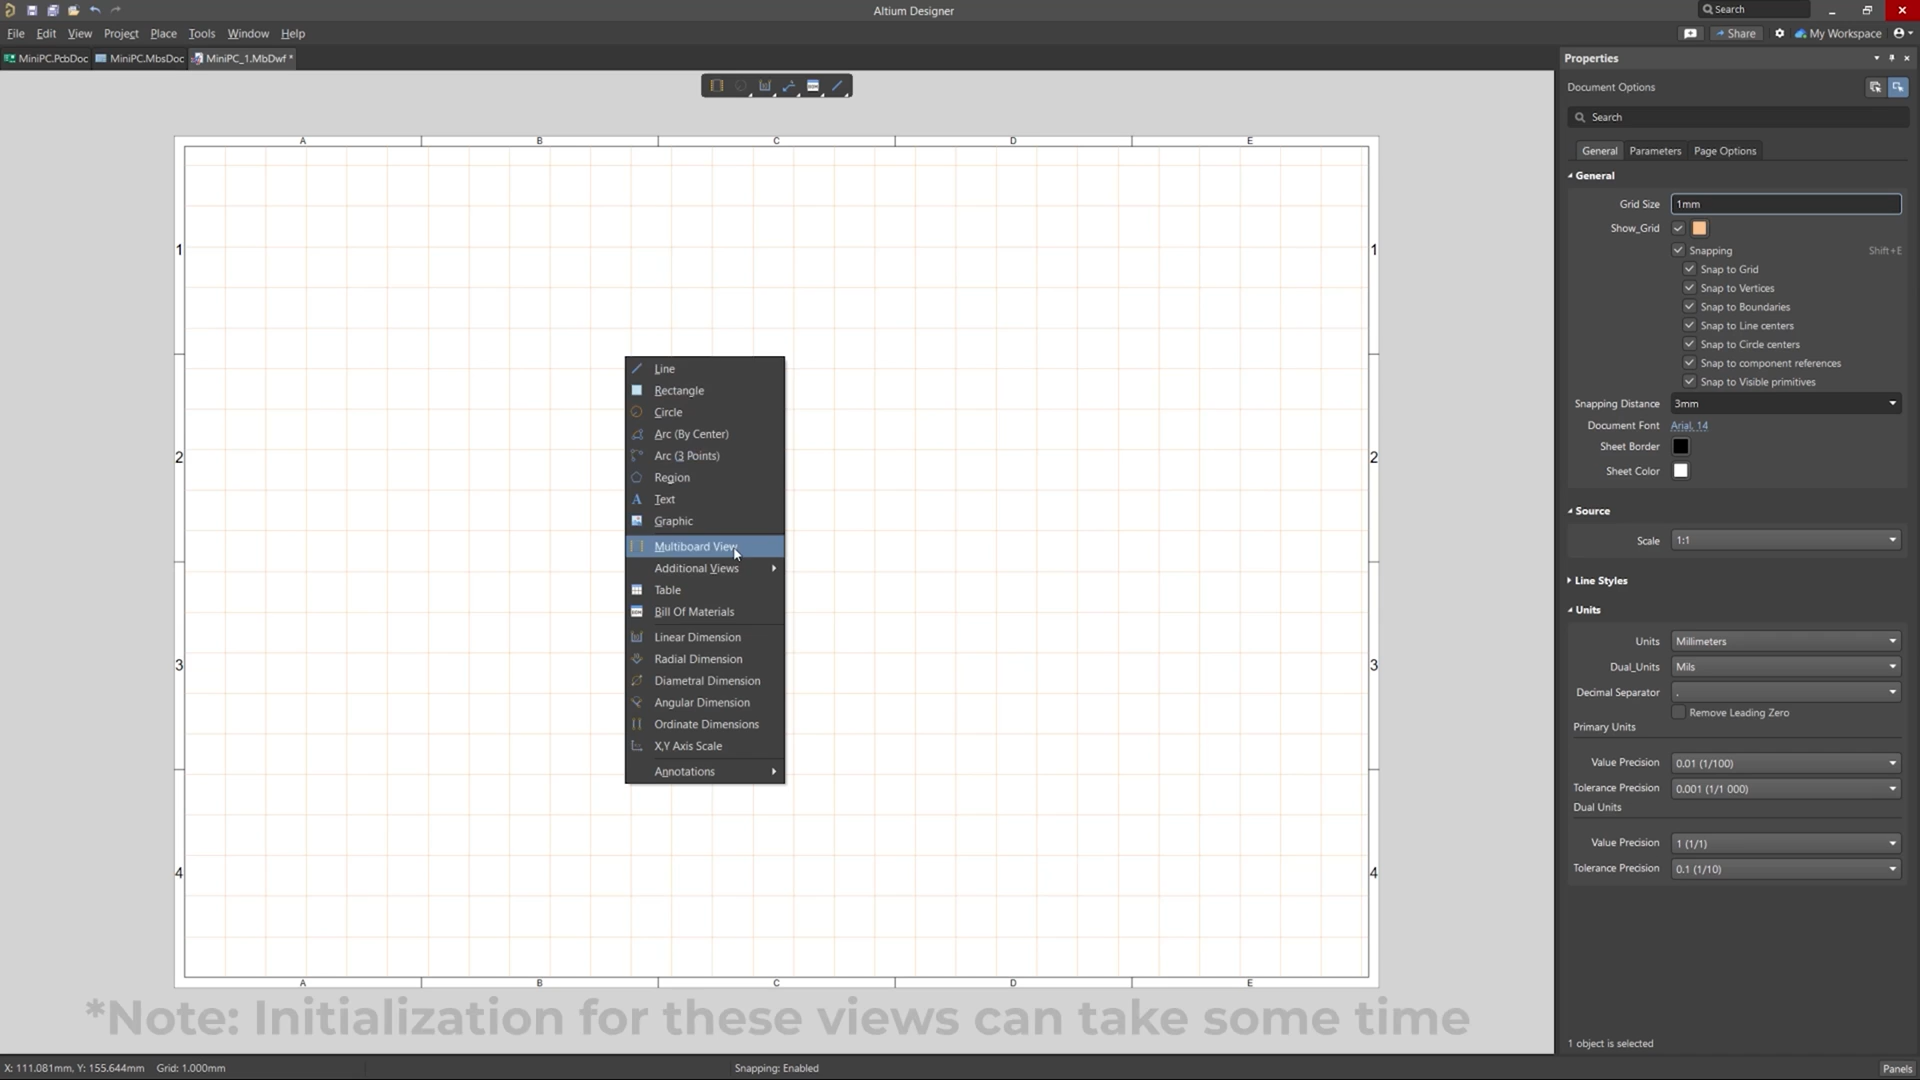 Altium Designer
Search
File Edit View Project Place Tools Window Help
Share
My Workspace
MiniPC.PcbDoc
MiniPC.MbsDoc
MiniPC_1.MbDwf *
A B C D E
1 1
2 2
3 3
4 4
A B C D E
Line
Rectangle
Circle
Arc (By Center)
Arc (3 Points)
Region
Text
Graphic
Multiboard View
Additional Views
Table
Bill Of Materials
Linear Dimension
Radial Dimension
Diametral Dimension
Angular Dimension
Ordinate Dimensions
X,Y Axis Scale
Annotations
*Note: Initialization for these views can take some time
Properties
Document Options
Search
General Parameters Page Options
General
Grid Size 1mm
Show_Grid
Snapping Shift+E
Snap to Grid
Snap to Vertices
Snap to Boundaries
Snap to Line centers
Snap to Circle centers
Snap to component references
Snap to Visible primitives
Snapping Distance 3mm
Document Font Arial, 14
Sheet Border
Sheet Color
Source
Scale 1:1
Line Styles
Units
Units Millimeters
Dual_Units Mils
Decimal Separator .
Remove Leading Zero
Primary Units
Value Precision 0.01 (1/100)
Tolerance Precision 0.001 (1/1 000)
Dual Units
Value Precision 1 (1/1)
Tolerance Precision 0.1 (1/10)
1 object is selected
X: 111.081mm, Y: 155.644mm Grid: 1.000mm
Snapping: Enabled
Panels